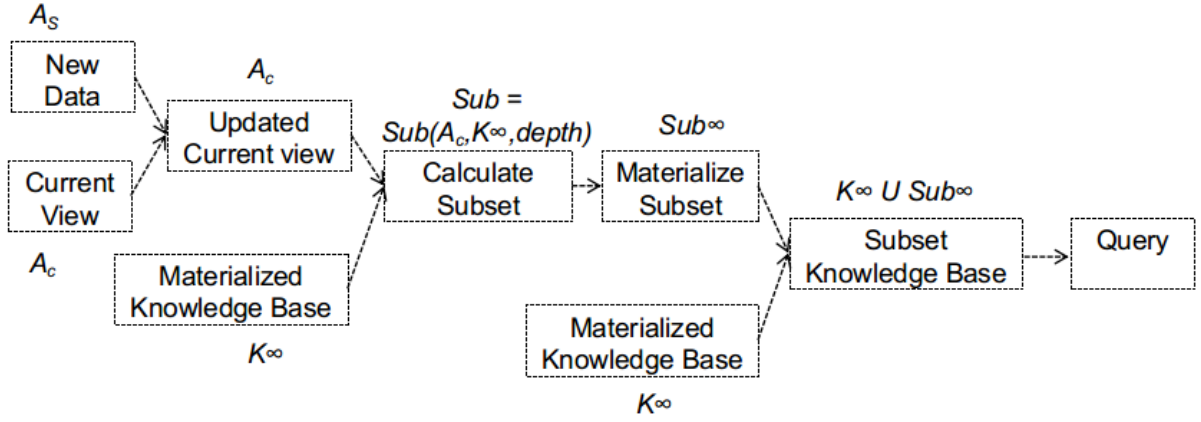 A_S
New
Data
A_c
Updated
Current view
Current
View
A_c
Materialized
Knowledge Base
K∞
Sub =
Sub(A_c,K∞,depth)
Calculate
Subset
Sub∞
Materialize
Subset
Materialized
Knowledge Base
K∞
K∞ U Sub∞
Subset
Knowledge Base
Query